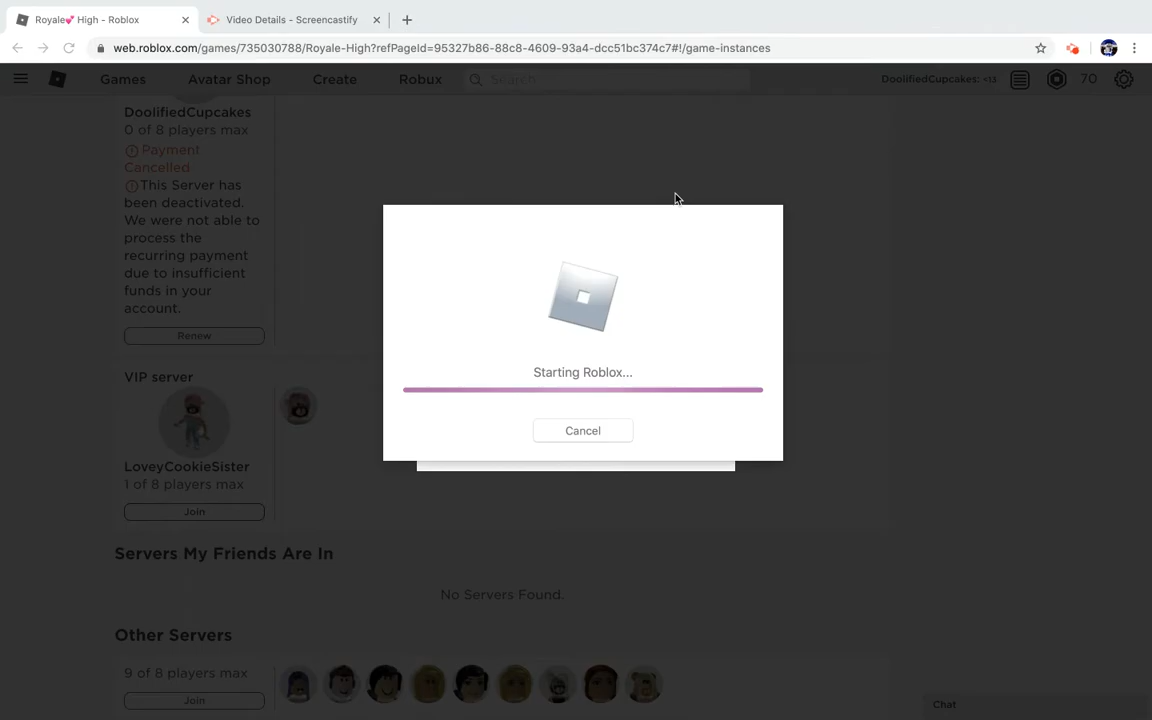 Royale💕 High - Roblox
Video Details - Screencastify
web.roblox.com/games/735030788/Royale-High?refPageId=95327b86-88c8-4609-93a4-dcc51bc374c7#!/game-instances
Games
Avatar Shop
Create
Robux
Search
DoolifiedCupcakes: <13
70
DoolifiedCupcakes
0 of 8 players max
Payment
Cancelled
This Server has
been deactivated.
We were not able to
process the
recurring payment
due to insufficient
funds in your
account.
Renew
Starting Roblox...
Cancel
VIP server
LoveyCookieSister
1 of 8 players max
Join
Servers My Friends Are In
No Servers Found.
Other Servers
9 of 8 players max
Join
Chat